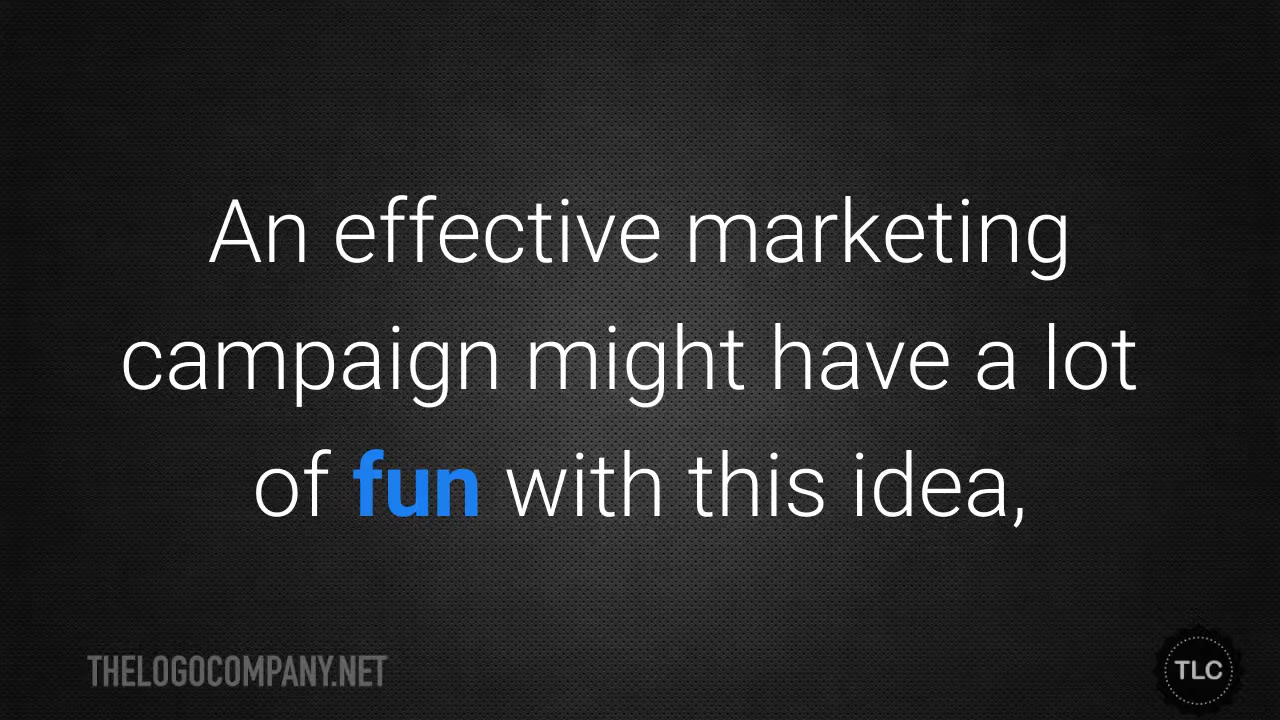 An effective marketing
campaign might have a lot
of fun with this idea,
THELOGOCOMPANY.NET
TLC